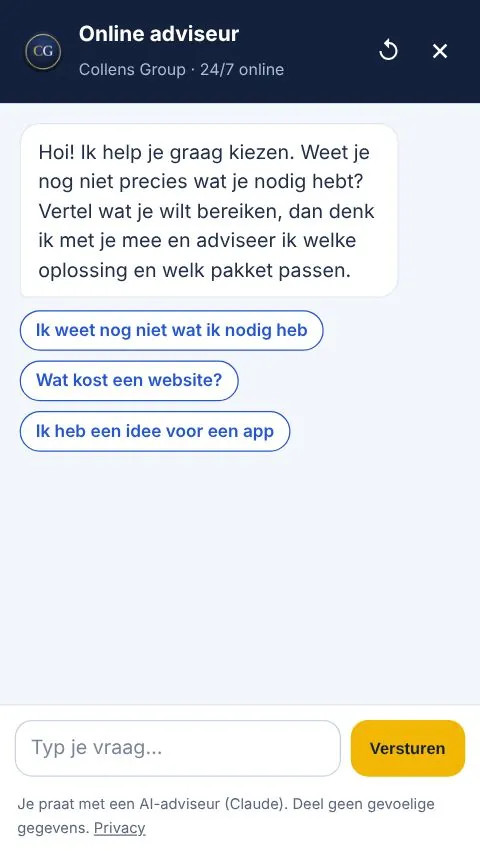 CG
Online adviseur
Collens Group · 24/7 online
Hoi! Ik help je graag kiezen. Weet je
nog niet precies wat je nodig hebt?
Vertel wat je wilt bereiken, dan denk
ik met je mee en adviseer ik welke
oplossing en welk pakket passen.
Ik weet nog niet wat ik nodig heb
Wat kost een website?
Ik heb een idee voor een app
Typ je vraag...
Versturen
Je praat met een AI-adviseur (Claude). Deel geen gevoelige
gegevens. Privacy